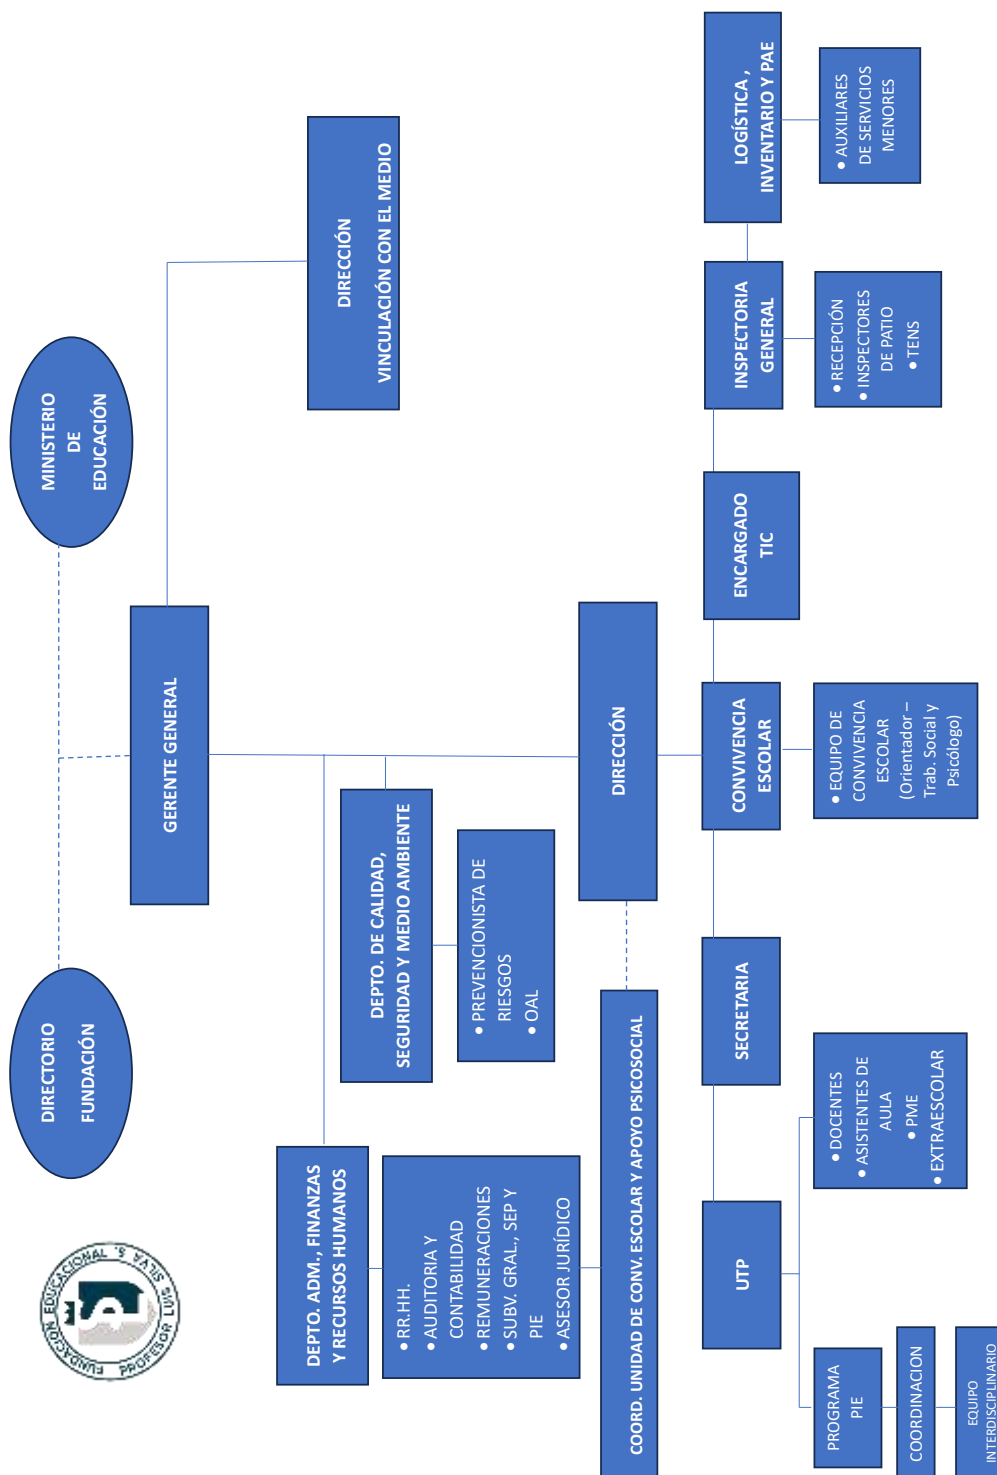 FUNDACIÓN EDUCACIONAL
PROFESOR LUIS SILVA S.
DIRECTORIO
FUNDACIÓN
MINISTERIO
DE
EDUCACIÓN
GERENTE GENERAL
DEPTO. ADM., FINANZAS
Y RECURSOS HUMANOS
• RR.HH.
• AUDITORIA Y
CONTABILIDAD
• REMUNERACIONES
• SUBV. GRAL., SEP Y
PIE
• ASESOR JURÍDICO
DEPTO. DE CALIDAD,
SEGURIDAD Y MEDIO AMBIENTE
• PREVENCIONISTA DE
RIESGOS
• OAL
DIRECCIÓN
VINCULACIÓN CON EL MEDIO
COORD. UNIDAD DE CONV. ESCOLAR Y APOYO PSICOSOCIAL
DIRECCIÓN
UTP
SECRETARIA
CONVIVENCIA
ESCOLAR
ENCARGADO
TIC
INSPECTORIA
GENERAL
LOGÍSTICA ,
INVENTARIO Y PAE
PROGRAMA
PIE
COORDINACION
EQUIPO
INTERDISCIPLINARIO
• DOCENTES
• ASISTENTES DE
AULA
• PME
• EXTRAESCOLAR
• EQUIPO DE
CONVIVENCIA
ESCOLAR
(Orientador –
Trab. Social y
Psicólogo)
• RECEPCIÓN
• INSPECTORES
DE PATIO
• TENS
• AUXILIARES
DE SERVICIOS
MENORES